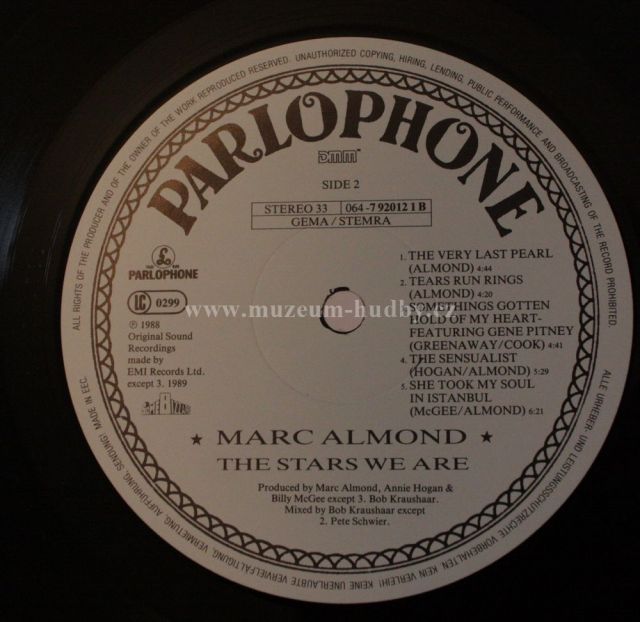 ALL RIGHTS OF THE PRODUCER AND OF THE OWNER OF THE WORK REPRODUCED RESERVED. UNAUTHORIZED COPYING, HIRING, LENDING, PUBLIC PERFORMANCE AND BROADCASTING OF THE RECORD PROHIBITED.
PARLOPHONE
DMM™
SIDE 2
STEREO 33 064-7 92012 1 B
GEMA / STEMRA
PARLOPHONE
LC 0299
℗ 1988
Original Sound
Recordings
made by
EMI Records Ltd.
except 3. 1989
1. THE VERY LAST PEARL
(ALMOND) 4:44
2. TEARS RUN RINGS
(ALMOND) 4:20
SOMETHINGS GOTTEN
HOLD OF MY HEART-
FEATURING GENE PITNEY
(GREENAWAY/COOK) 4:41
4. THE SENSUALIST
(HOGAN/ALMOND) 5:29
5. SHE TOOK MY SOUL
IN ISTANBUL
(McGEE/ALMOND) 6:21
www.muzeum-hudby.cz
★ MARC ALMOND ★
THE STARS WE ARE
Produced by Marc Almond, Annie Hogan &
Billy McGee except 3. Bob Kraushaar.
Mixed by Bob Kraushaar except
2. Pete Schwier.
ALLE URHEBER- UND LEISTUNGSSCHUTZRECHTE VORBEHALTEN KEIN VERLEIH! KEINE UNERLAUBTE VERVIELFÄLTIGUNG, VERMIETUNG, AUFFÜHRUNG, SENDUNG! MADE IN EEC.